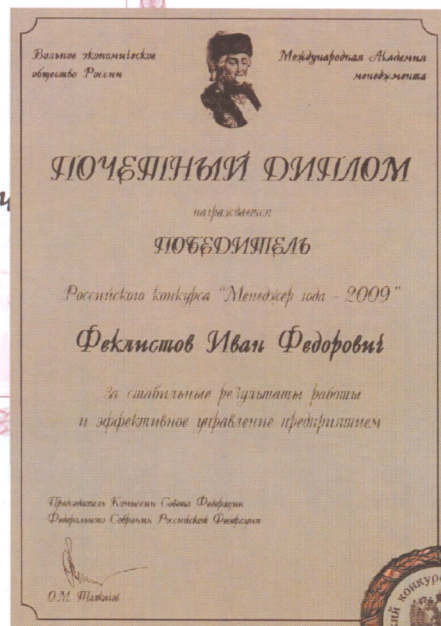 Вольное экономическое
общество России
Международная Академия
менеджмента
ПОЧЕТНЫЙ ДИПЛОМ
награждается
ПОБЕДИТЕЛЬ
Российского конкурса "Менеджер года - 2009"
Феклистов Иван Федорович
за стабильные результаты работы
и эффективное управление предприятием
Председатель Комиссии Совета Федерации
Федерального Собрания Российской Федерации
О.М.
конкурс